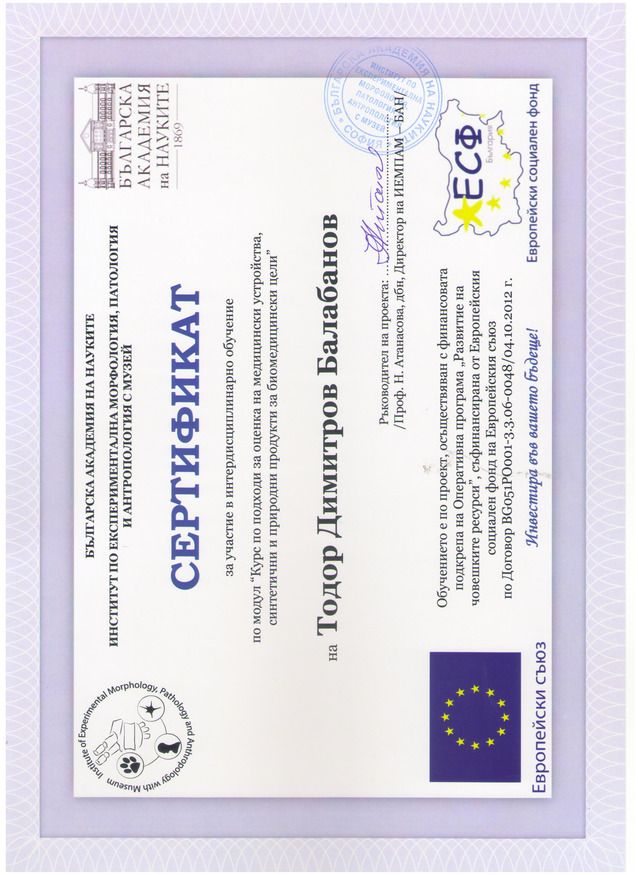 Institute of Experimental Morphology, Pathology and Anthropology with Museum
БЪЛГАРСКА АКАДЕМИЯ НА НАУКИТЕ
ИНСТИТУТ ПО ЕКСПЕРИМЕНТАЛНА МОРФОЛОГИЯ, ПАТОЛОГИЯ
И АНТРОПОЛОГИЯ С МУЗЕЙ
БЪЛГАРСКА
АКАДЕМИЯ
на НАУКИТЕ
1869
СЕРТИФИКАТ
за участие в интердисциплинарно обучение
по модул “Курс по подходи за оценка на медицински устройства,
синтетични и природни продукти за биомедицински цели”
на Тодор Димитров Балабанов
Ръководител на проекта:
/Проф. Н. Атанасова, дбн, Директор на ИЕМПАМ – БАН/
БЪЛГАРСКА АКАДЕМИЯ НА НАУКИТЕ
СОФИЯ
ИНСТИТУТ ПО
ЕКСПЕРИМЕНТАЛНА
МОРФОЛОГИЯ
ПАТОЛОГИЯ
АНТРОПОЛОГИЯ
С МУЗЕЙ
Обучението е по проект, осъществяван с финансовата
подкрепа на Оперативна програма „Развитие на
човешките ресурси”, съфинансирана от Европейския
социален фонд на Европейския съюз
по Договор BG051PO001-3.3.06-0048/04.10.2012 г.
Инвестира във вашето бъдеще!
Европейски съюз
ЕСФ
България
Европейски социален фонд